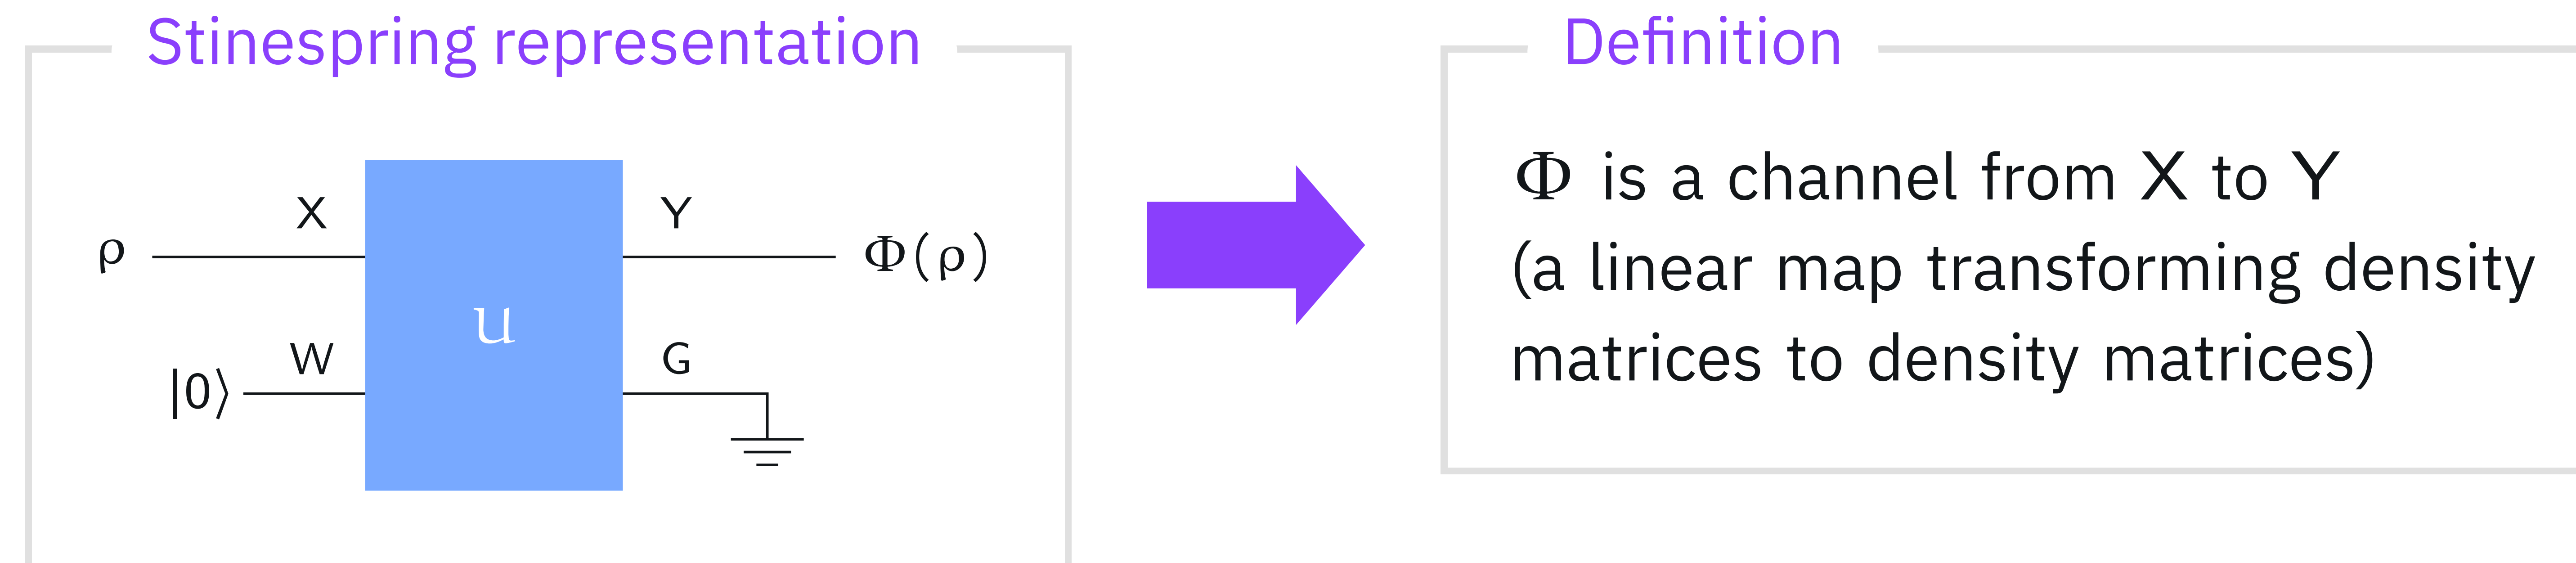 Stinespring representation
X
Y
ρ
Φ(ρ)
U
W
G
|0⟩
Definition
Φ is a channel from X to Y
(a linear map transforming density
matrices to density matrices)